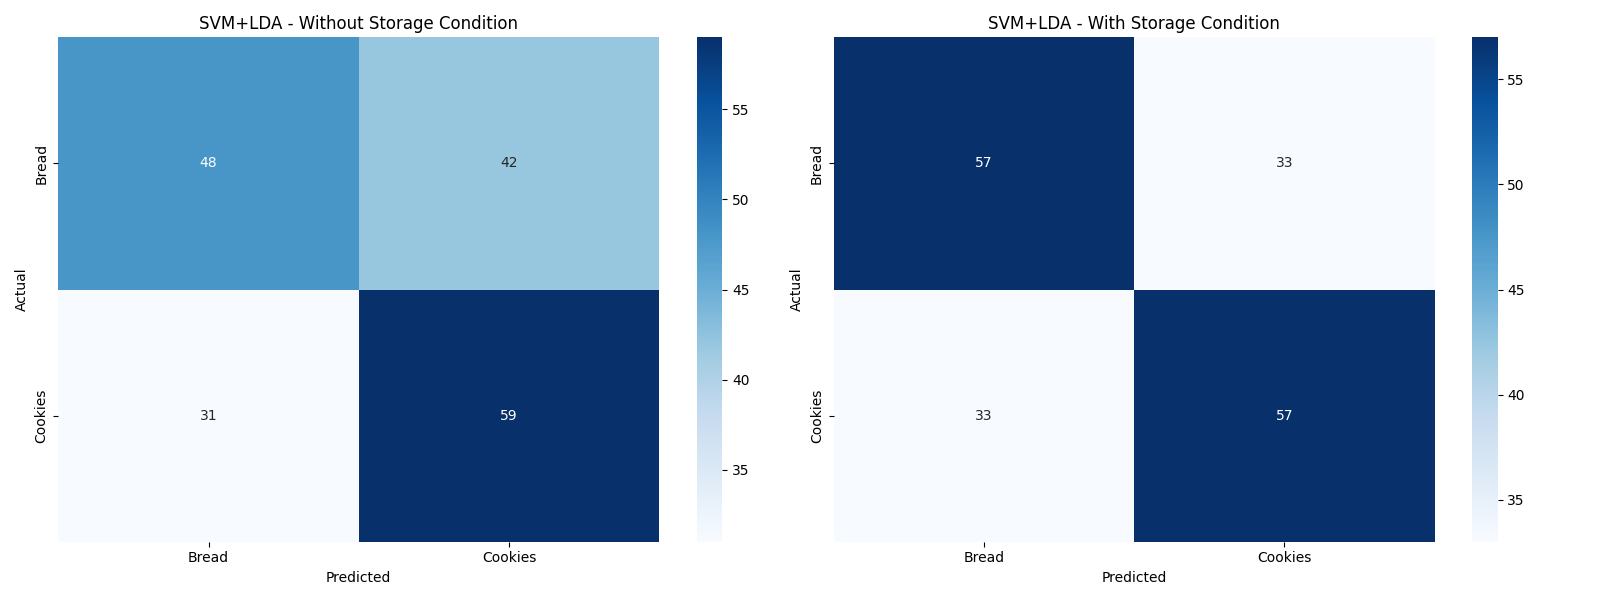 SVM+LDA - Without Storage Condition
Actual
Bread
Cookies
48
42
31
59
Bread
Cookies
Predicted
55
50
45
40
35
SVM+LDA - With Storage Condition
Actual
Bread
Cookies
57
33
33
57
Bread
Cookies
Predicted
55
50
45
40
35